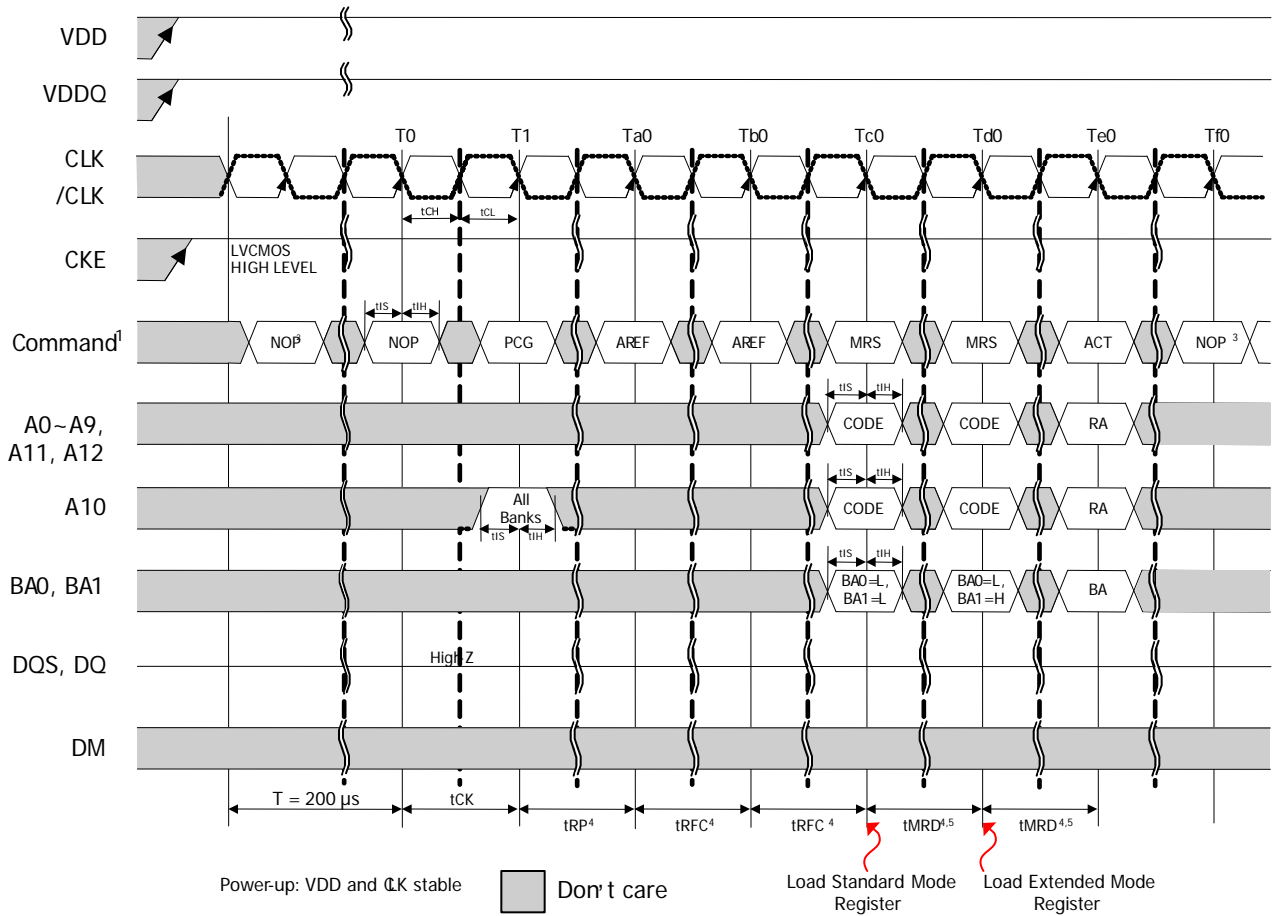 VDD
VDDQ
T0 T1 Ta0 Tb0 Tc0 Td0 Te0 Tf0
CLK
/CLK
tCH tCL
CKE
LVCMOS
HIGH LEVEL
tIS tIH
Command1 NOP3 NOP PCG AREF AREF MRS MRS ACT NOP 3
tIS tIH
A0~A9,
A11, A12
CODE CODE RA
tIS tIH
A10 All
Banks
CODE CODE RA
tIS tIH
tIS tIH
BA0, BA1 BA0=L,
BA1=L
BA0=L,
BA1=H
BA
High-Z
DQS, DQ
DM
T = 200 µs tCK tRP4 tRFC4 tRFC 4 tMRD4,5 tMRD4,5
Power-up: VDD and CLK stable
Don't care
Load Standard Mode
Register
Load Extended Mode
Register